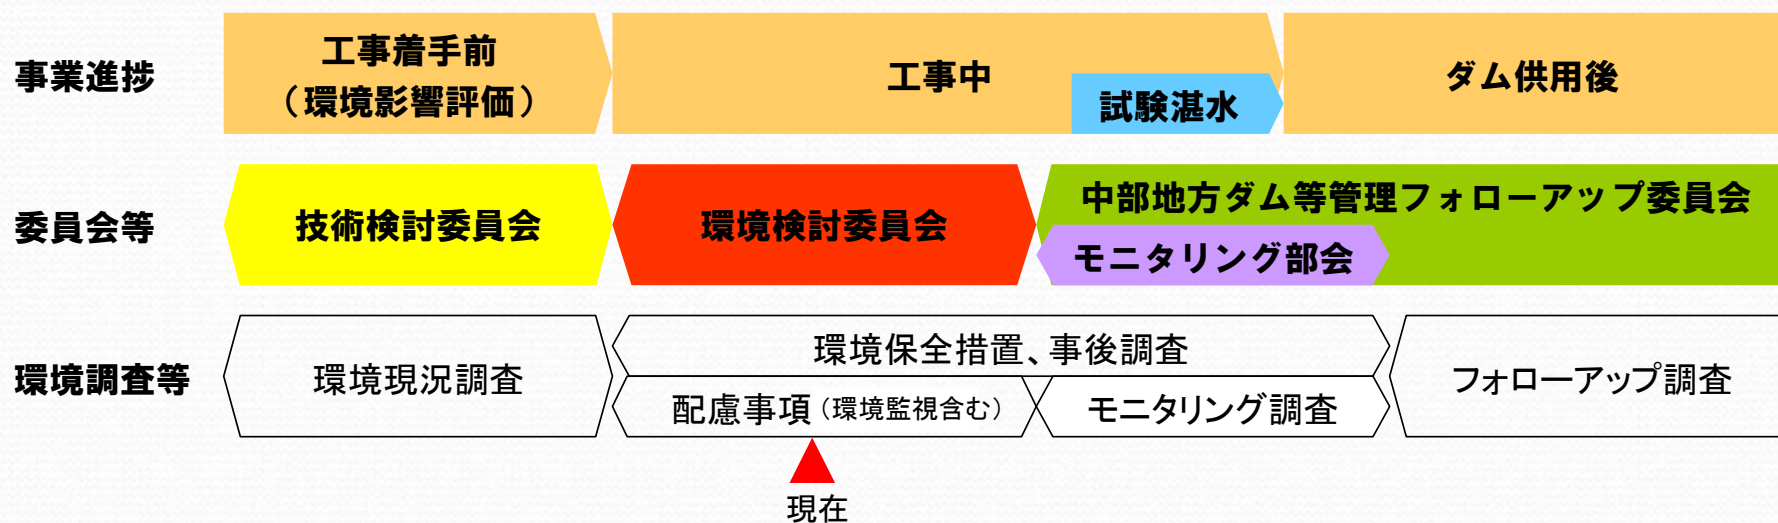 事業進捗
工事着手前
（環境影響評価）
工事中
試験湛水
ダム供用後
委員会等
技術検討委員会
環境検討委員会
中部地方ダム等管理フォローアップ委員会
モニタリング部会
環境調査等
環境現況調査
環境保全措置、事後調査
配慮事項（環境監視含む）
モニタリング調査
フォローアップ調査
現在